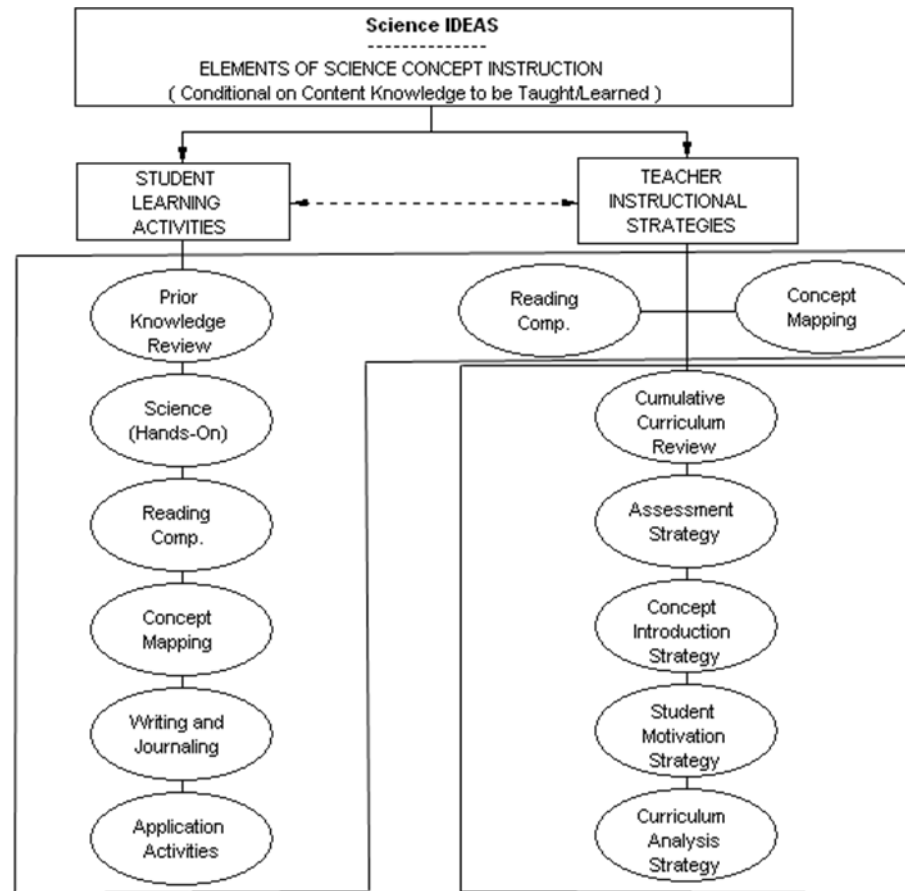 Science IDEAS
---------------
ELEMENTS OF SCIENCE CONCEPT INSTRUCTION
( Conditional on Content Knowledge to be Taught/Learned )
STUDENT
LEARNING
ACTIVITIES
TEACHER
INSTRUCTIONAL
STRATEGIES
Prior
Knowledge
Review
Science
(Hands-On)
Reading
Comp.
Concept
Mapping
Writing and
Journaling
Application
Activities
Reading
Comp.
Concept
Mapping
Cumulative
Curriculum
Review
Assessment
Strategy
Concept
Introduction
Strategy
Student
Motivation
Strategy
Curriculum
Analysis
Strategy